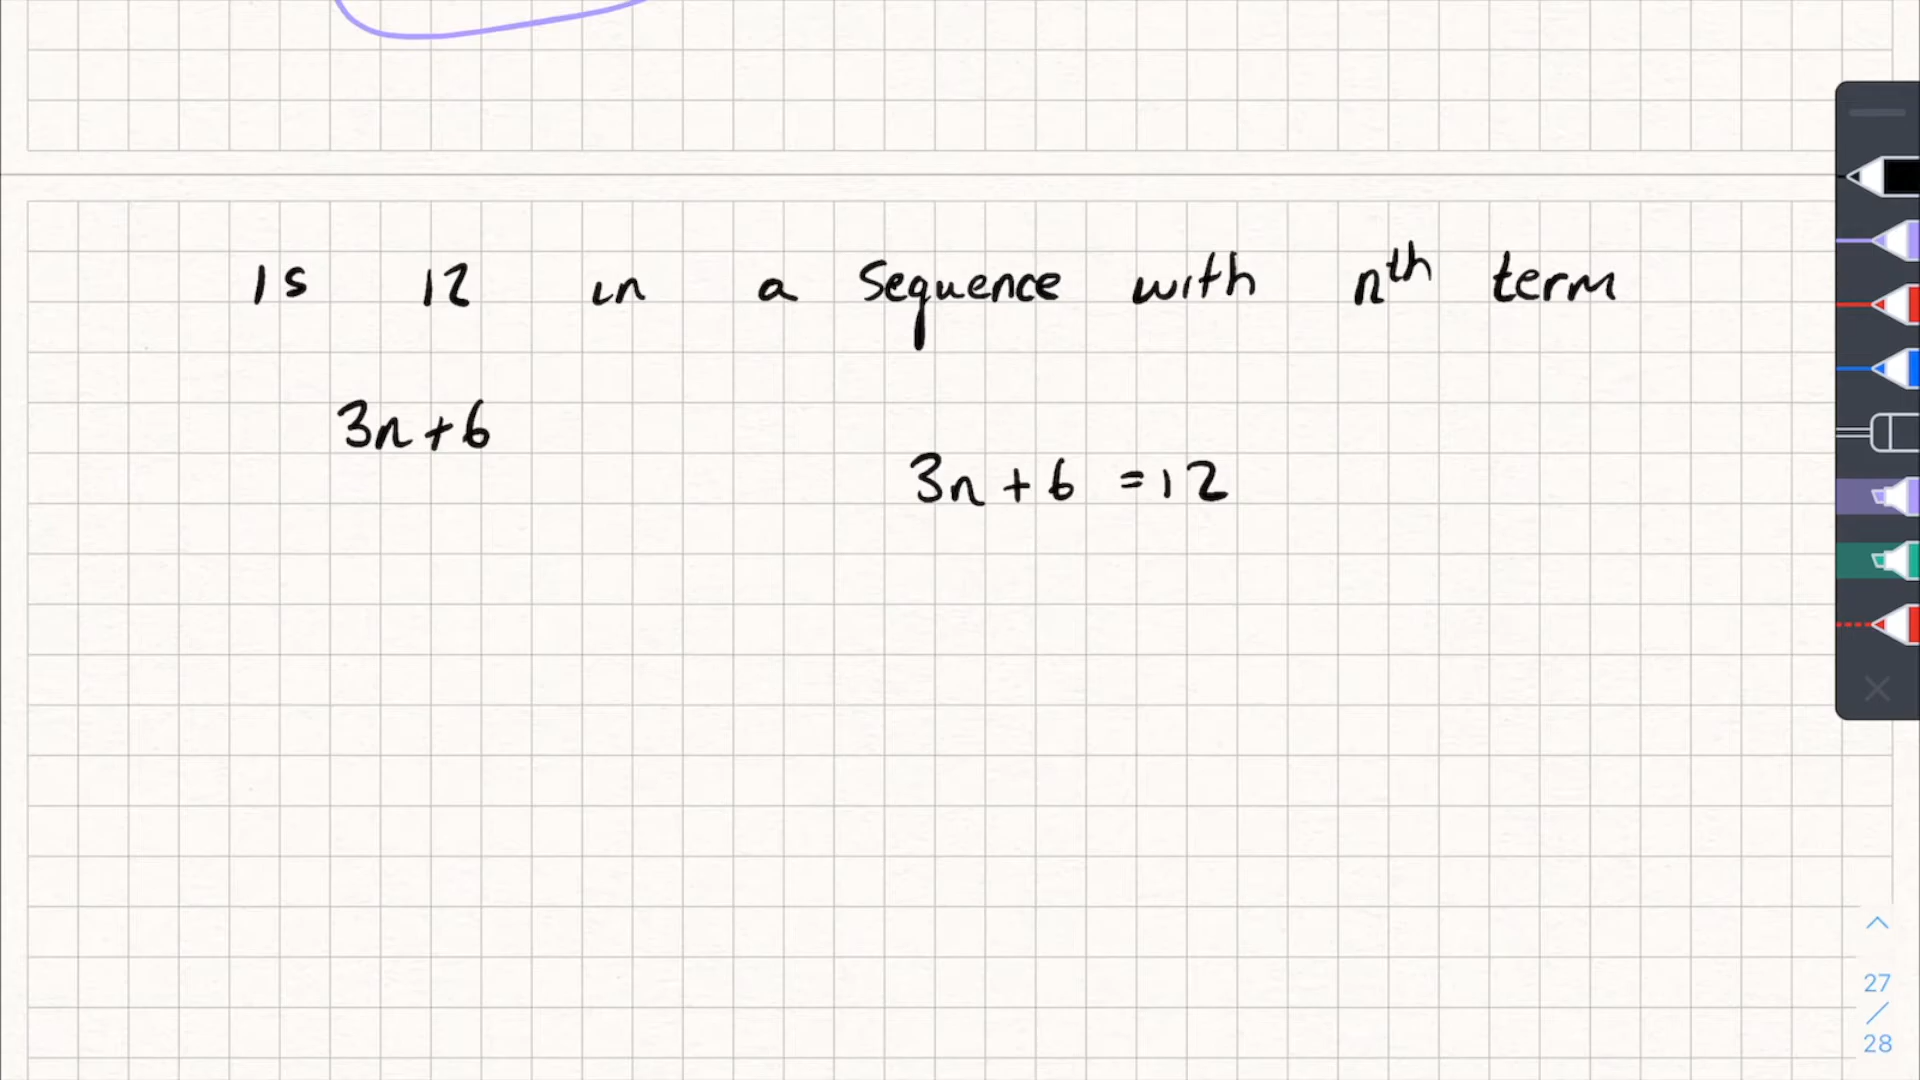 Is 12 in a sequence with nᵗʰ term
3n+6
3n + 6 = 12
27
/
28